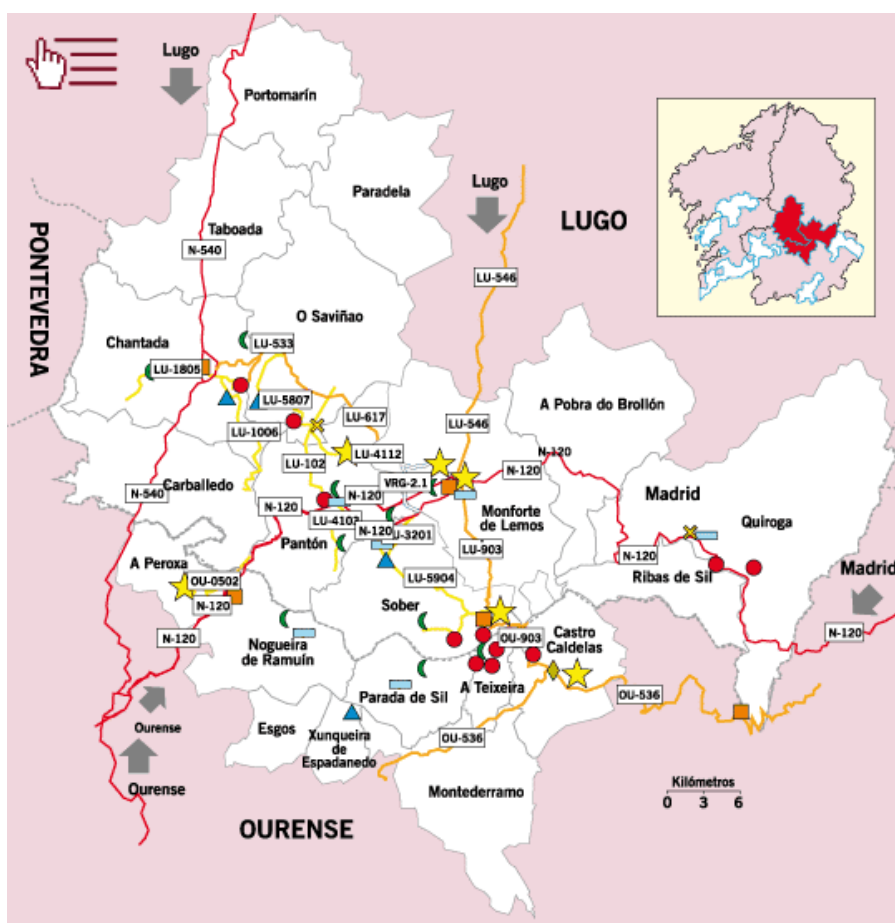 Lugo
Portomarín
Paradela
Lugo
LUGO
PONTEVEDRA
Taboada
N-540
LU-546
O Saviñao
Chantada
LU-533
LU-1805
LU-5807
A Pobra do Brollón
LU-617
LU-546
LU-1006
LU-4112
N-120
LU-102
N-120
Carballedo
VRG-2.1
N-540
N-120
Madrid
N-120
Monforte
de Lemos
Quiroga
LU-4103
N-120
LU-3201
Pantón
LU-903
N-120
A Peroxa
Ribas de Sil
Madrid
OU-0502
LU-5904
N-120
Sober
N-120
N-120
OU-903
Castro
Caldelas
Nogueira
de Ramuín
A Teixeira
Parada de Sil
OU-536
Ourense
Esgos
Xunqueira
de
Espadanedo
OU-536
Kilómetros
Ourense
Montederramo
0 3 6
OURENSE